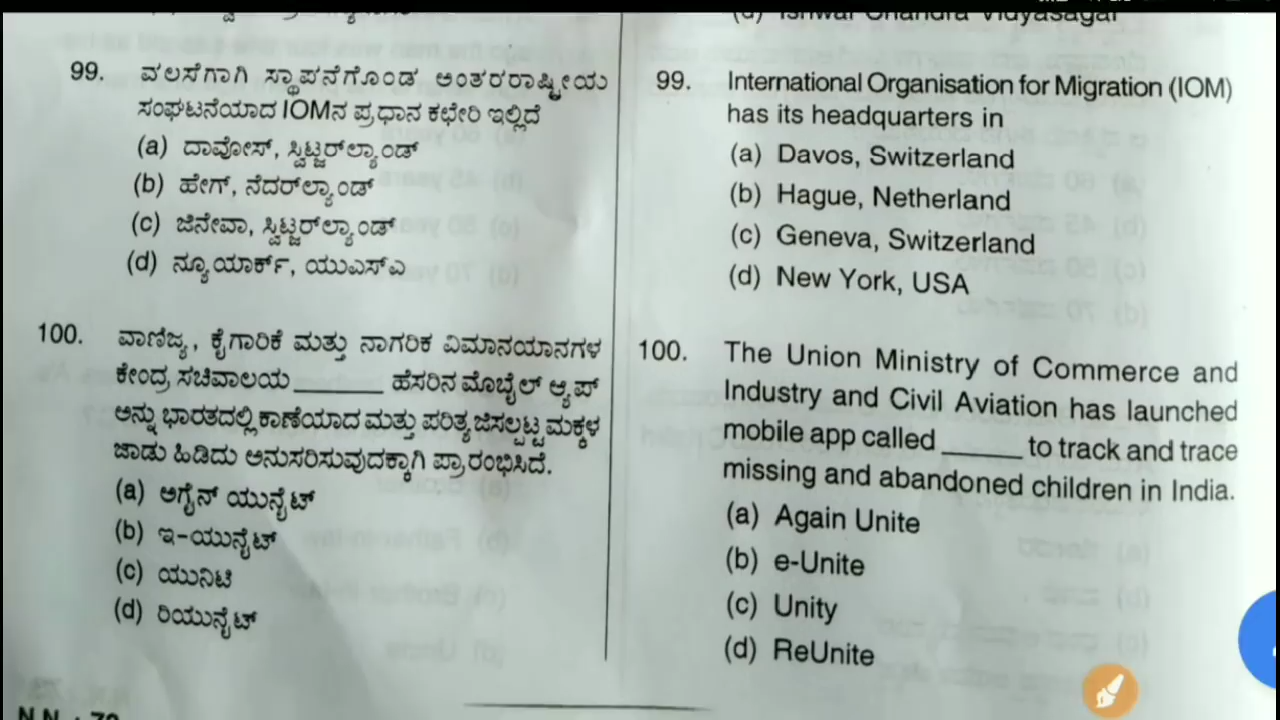 99. ವಲಸೆಗಾಗಿ ಸ್ಥಾಪನೆಗೊಂಡ ಅಂತರರಾಷ್ಟ್ರೀಯ
ಸಂಘಟನೆಯಾದ IOMನ ಪ್ರಧಾನ ಕಛೇರಿ ಇಲ್ಲಿದೆ
(a) ದಾವೋಸ್, ಸ್ವಿಟ್ಜರ್‌ಲ್ಯಾಂಡ್
(b) ಹೇಗ್, ನೆದರ್‌ಲ್ಯಾಂಡ್
(c) ಜಿನೇವಾ, ಸ್ವಿಟ್ಜರ್‌ಲ್ಯಾಂಡ್
(d) ನ್ಯೂಯಾರ್ಕ್, ಯುಎಸ್ಎ
100. ವಾಣಿಜ್ಯ, ಕೈಗಾರಿಕೆ ಮತ್ತು ನಾಗರಿಕ ವಿಮಾನಯಾನಗಳ
ಕೇಂದ್ರ ಸಚಿವಾಲಯ ______ ಹೆಸರಿನ ಮೊಬೈಲ್ ಆ್ಯಪ್
ಅನ್ನು ಭಾರತದಲ್ಲಿ ಕಾಣೆಯಾದ ಮತ್ತು ಪರಿತ್ಯಜಿಸಲ್ಪಟ್ಟ ಮಕ್ಕಳ
ಜಾಡು ಹಿಡಿದು ಅನುಸರಿಸುವುದಕ್ಕಾಗಿ ಪ್ರಾರಂಭಿಸಿದೆ.
(a) ಅಗೈನ್ ಯುನೈಟ್
(b) ಇ-ಯುನೈಟ್
(c) ಯುನಿಟಿ
(d) ರಿಯುನೈಟ್
(d) Ishwar Chandra Vidyasagar
99. International Organisation for Migration (IOM)
has its headquarters in
(a) Davos, Switzerland
(b) Hague, Netherland
(c) Geneva, Switzerland
(d) New York, USA
100. The Union Ministry of Commerce and
Industry and Civil Aviation has launched
mobile app called ______ to track and trace
missing and abandoned children in India.
(a) Again Unite
(b) e-Unite
(c) Unity
(d) ReUnite